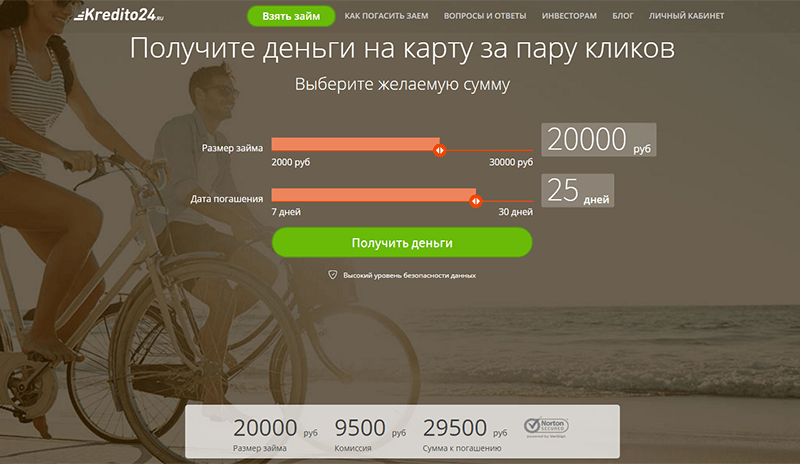 Kredito24.ru
Взять займ
КАК ПОГАСИТЬ ЗАЕМ
ВОПРОСЫ И ОТВЕТЫ
ИНВЕСТОРАМ
БЛОГ
ЛИЧНЫЙ КАБИНЕТ
Получите деньги на карту за пару кликов
Выберите желаемую сумму
Размер займа
2000 руб
30000 руб
20000 руб
Дата погашения
7 дней
30 дней
25 дней
Получить деньги
Высокий уровень безопасности данных
20000 руб
Размер займа
9500 руб
Комиссия
29500 руб
Сумма к погашению
Norton
SECURED
powered by VeriSign